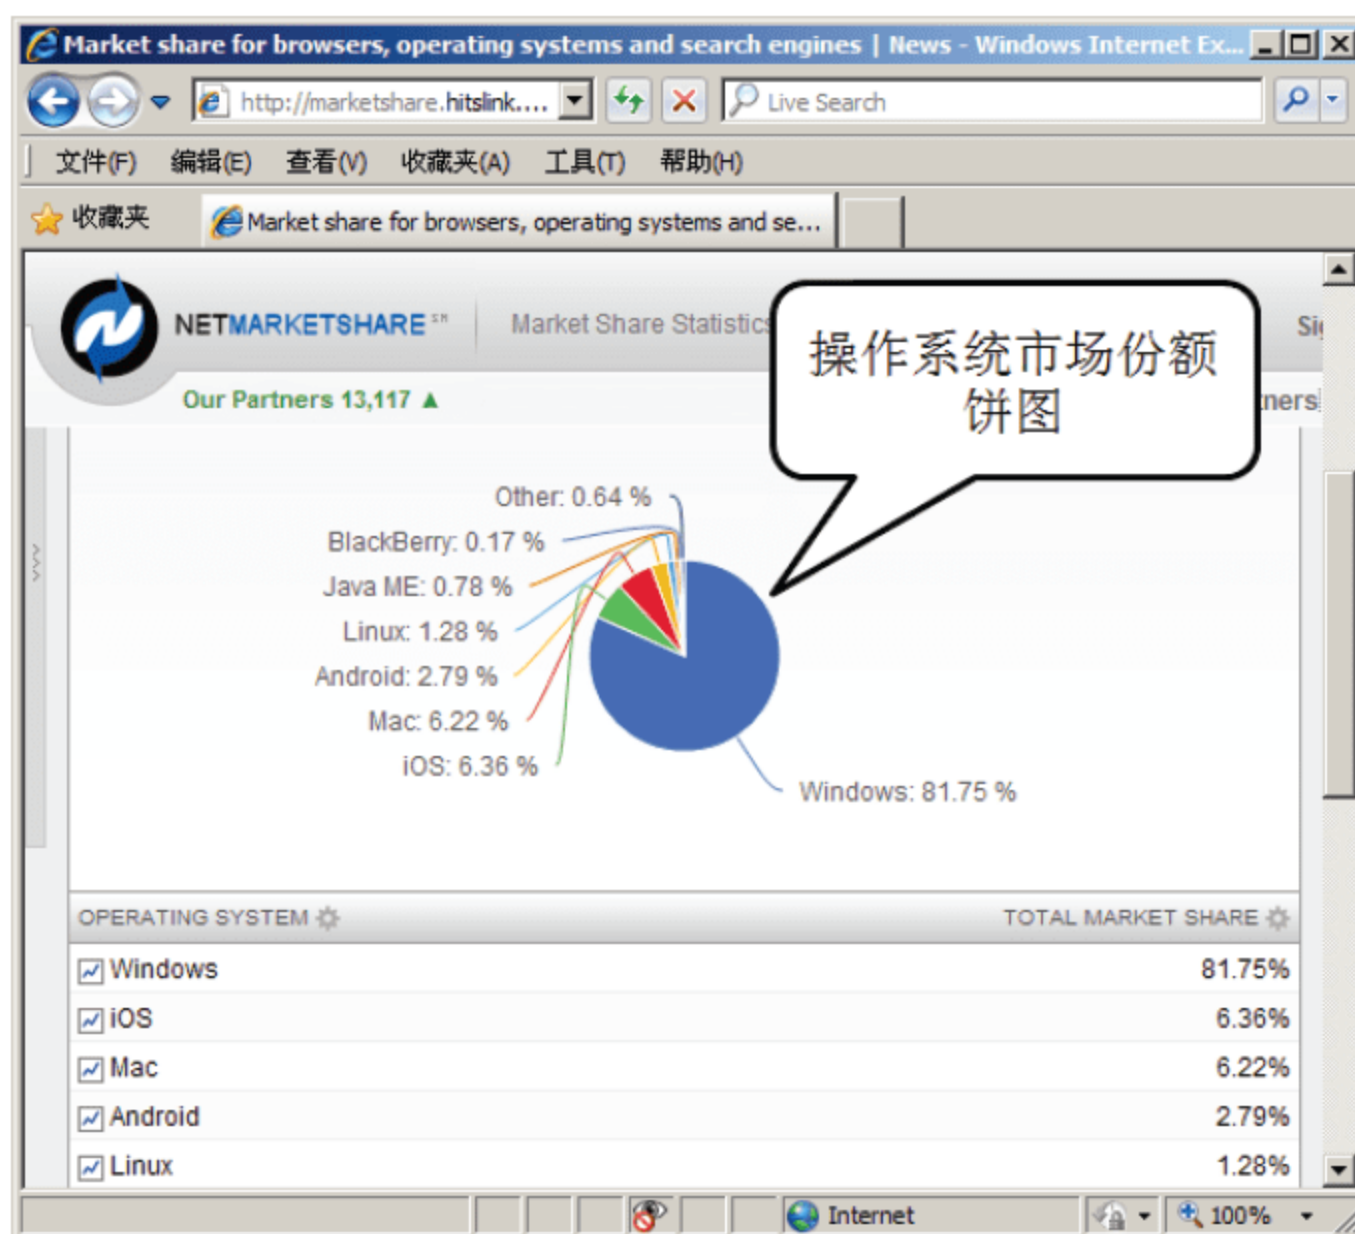 Market share for browsers, operating systems and search engines | News - Windows Internet Ex...
http://marketshare.hitslink....
Live Search
文件(F) 编辑(E) 查看(V) 收藏夹(A) 工具(T) 帮助(H)
收藏夹
Market share for browsers, operating systems and se...
NETMARKETSHARE SM
Market Share Statistics
操作系统市场份额
饼图
Our Partners 13,117 ▲
Other: 0.64 %
BlackBerry: 0.17 %
Java ME: 0.78 %
Linux: 1.28 %
Android: 2.79 %
Mac: 6.22 %
iOS: 6.36 %
Windows: 81.75 %
OPERATING SYSTEM TOTAL MARKET SHARE
Windows 81.75%
iOS 6.36%
Mac 6.22%
Android 2.79%
Linux 1.28%
Internet 100%